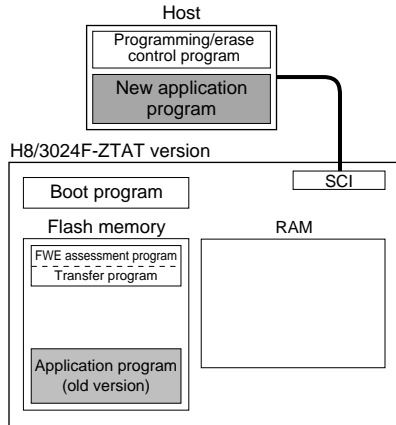 Host
Programming/erase
control program
New application
program
H8/3024F-ZTAT version
SCI
Boot program
Flash memory
RAM
FWE assessment program
Transfer program
Application program
(old version)